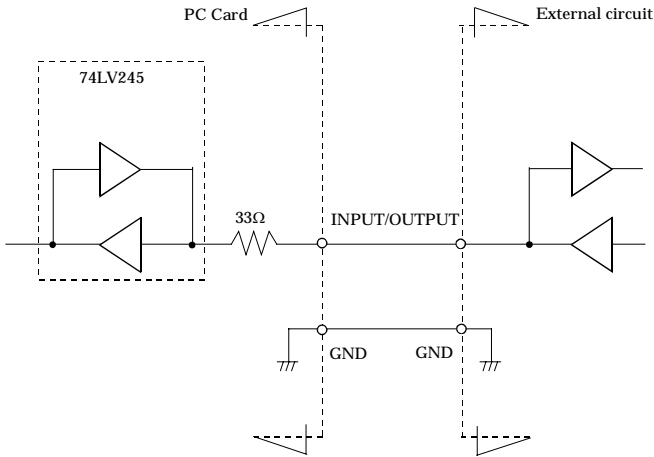 PC Card
External circuit
74LV245
33Ω
INPUT/OUTPUT
GND
GND